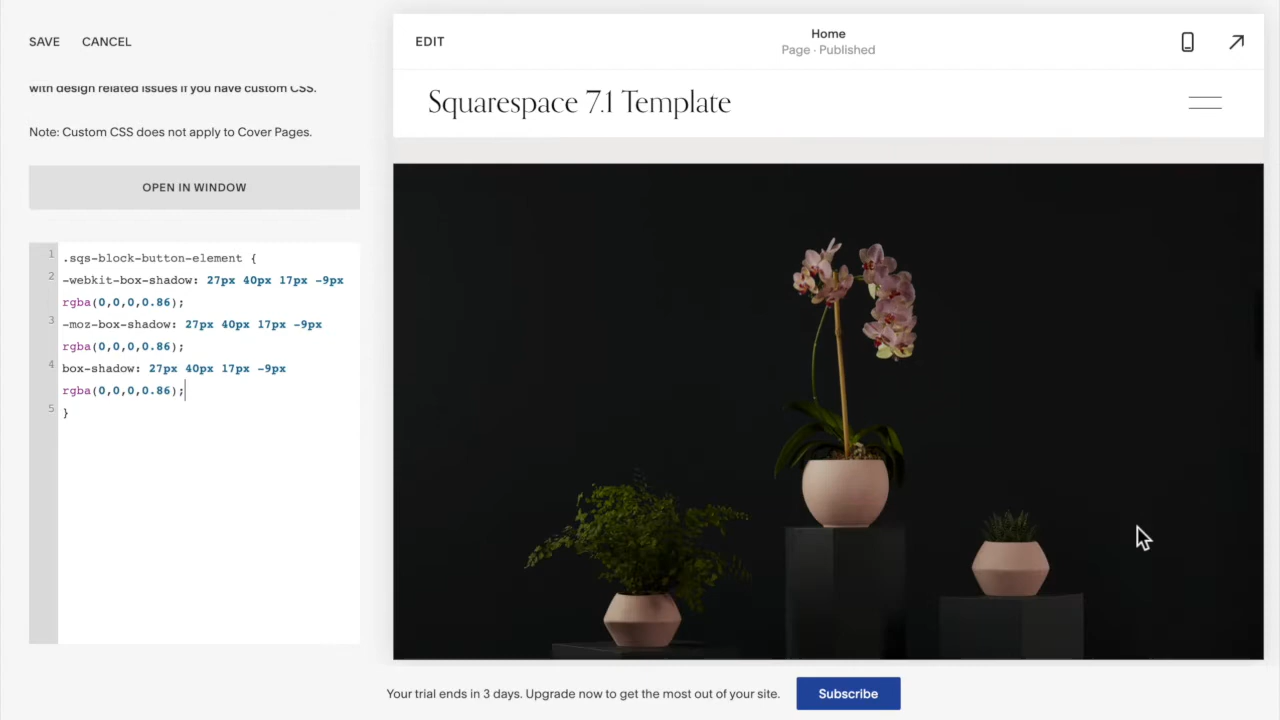 SAVE CANCEL
with design related issues if you have custom CSS.
Note: Custom CSS does not apply to Cover Pages.
OPEN IN WINDOW
1 .sqs-block-button-element {
2 -webkit-box-shadow: 27px 40px 17px -9px
rgba(0,0,0,0.86);
3 -moz-box-shadow: 27px 40px 17px -9px
rgba(0,0,0,0.86);
4 box-shadow: 27px 40px 17px -9px
rgba(0,0,0,0.86);
5 }
EDIT
Home
Page · Published
Squarespace 7.1 Template
Your trial ends in 3 days. Upgrade now to get the most out of your site.
Subscribe